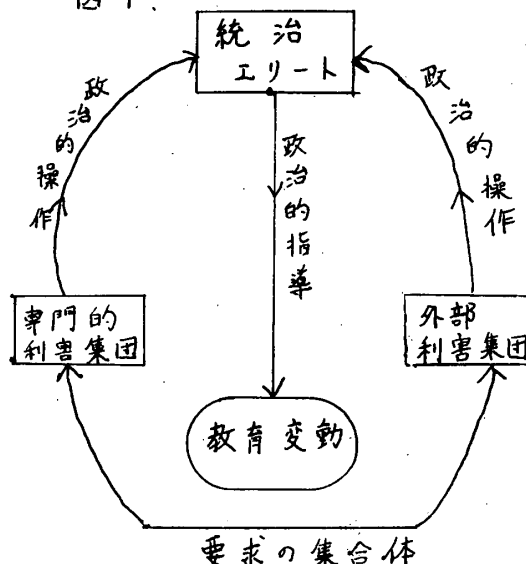 図1.
統治
エリート
政治的操作
政治的指導
政治的操作
専門的
利害集団
外部
利害集団
教育変動
要求の集合体